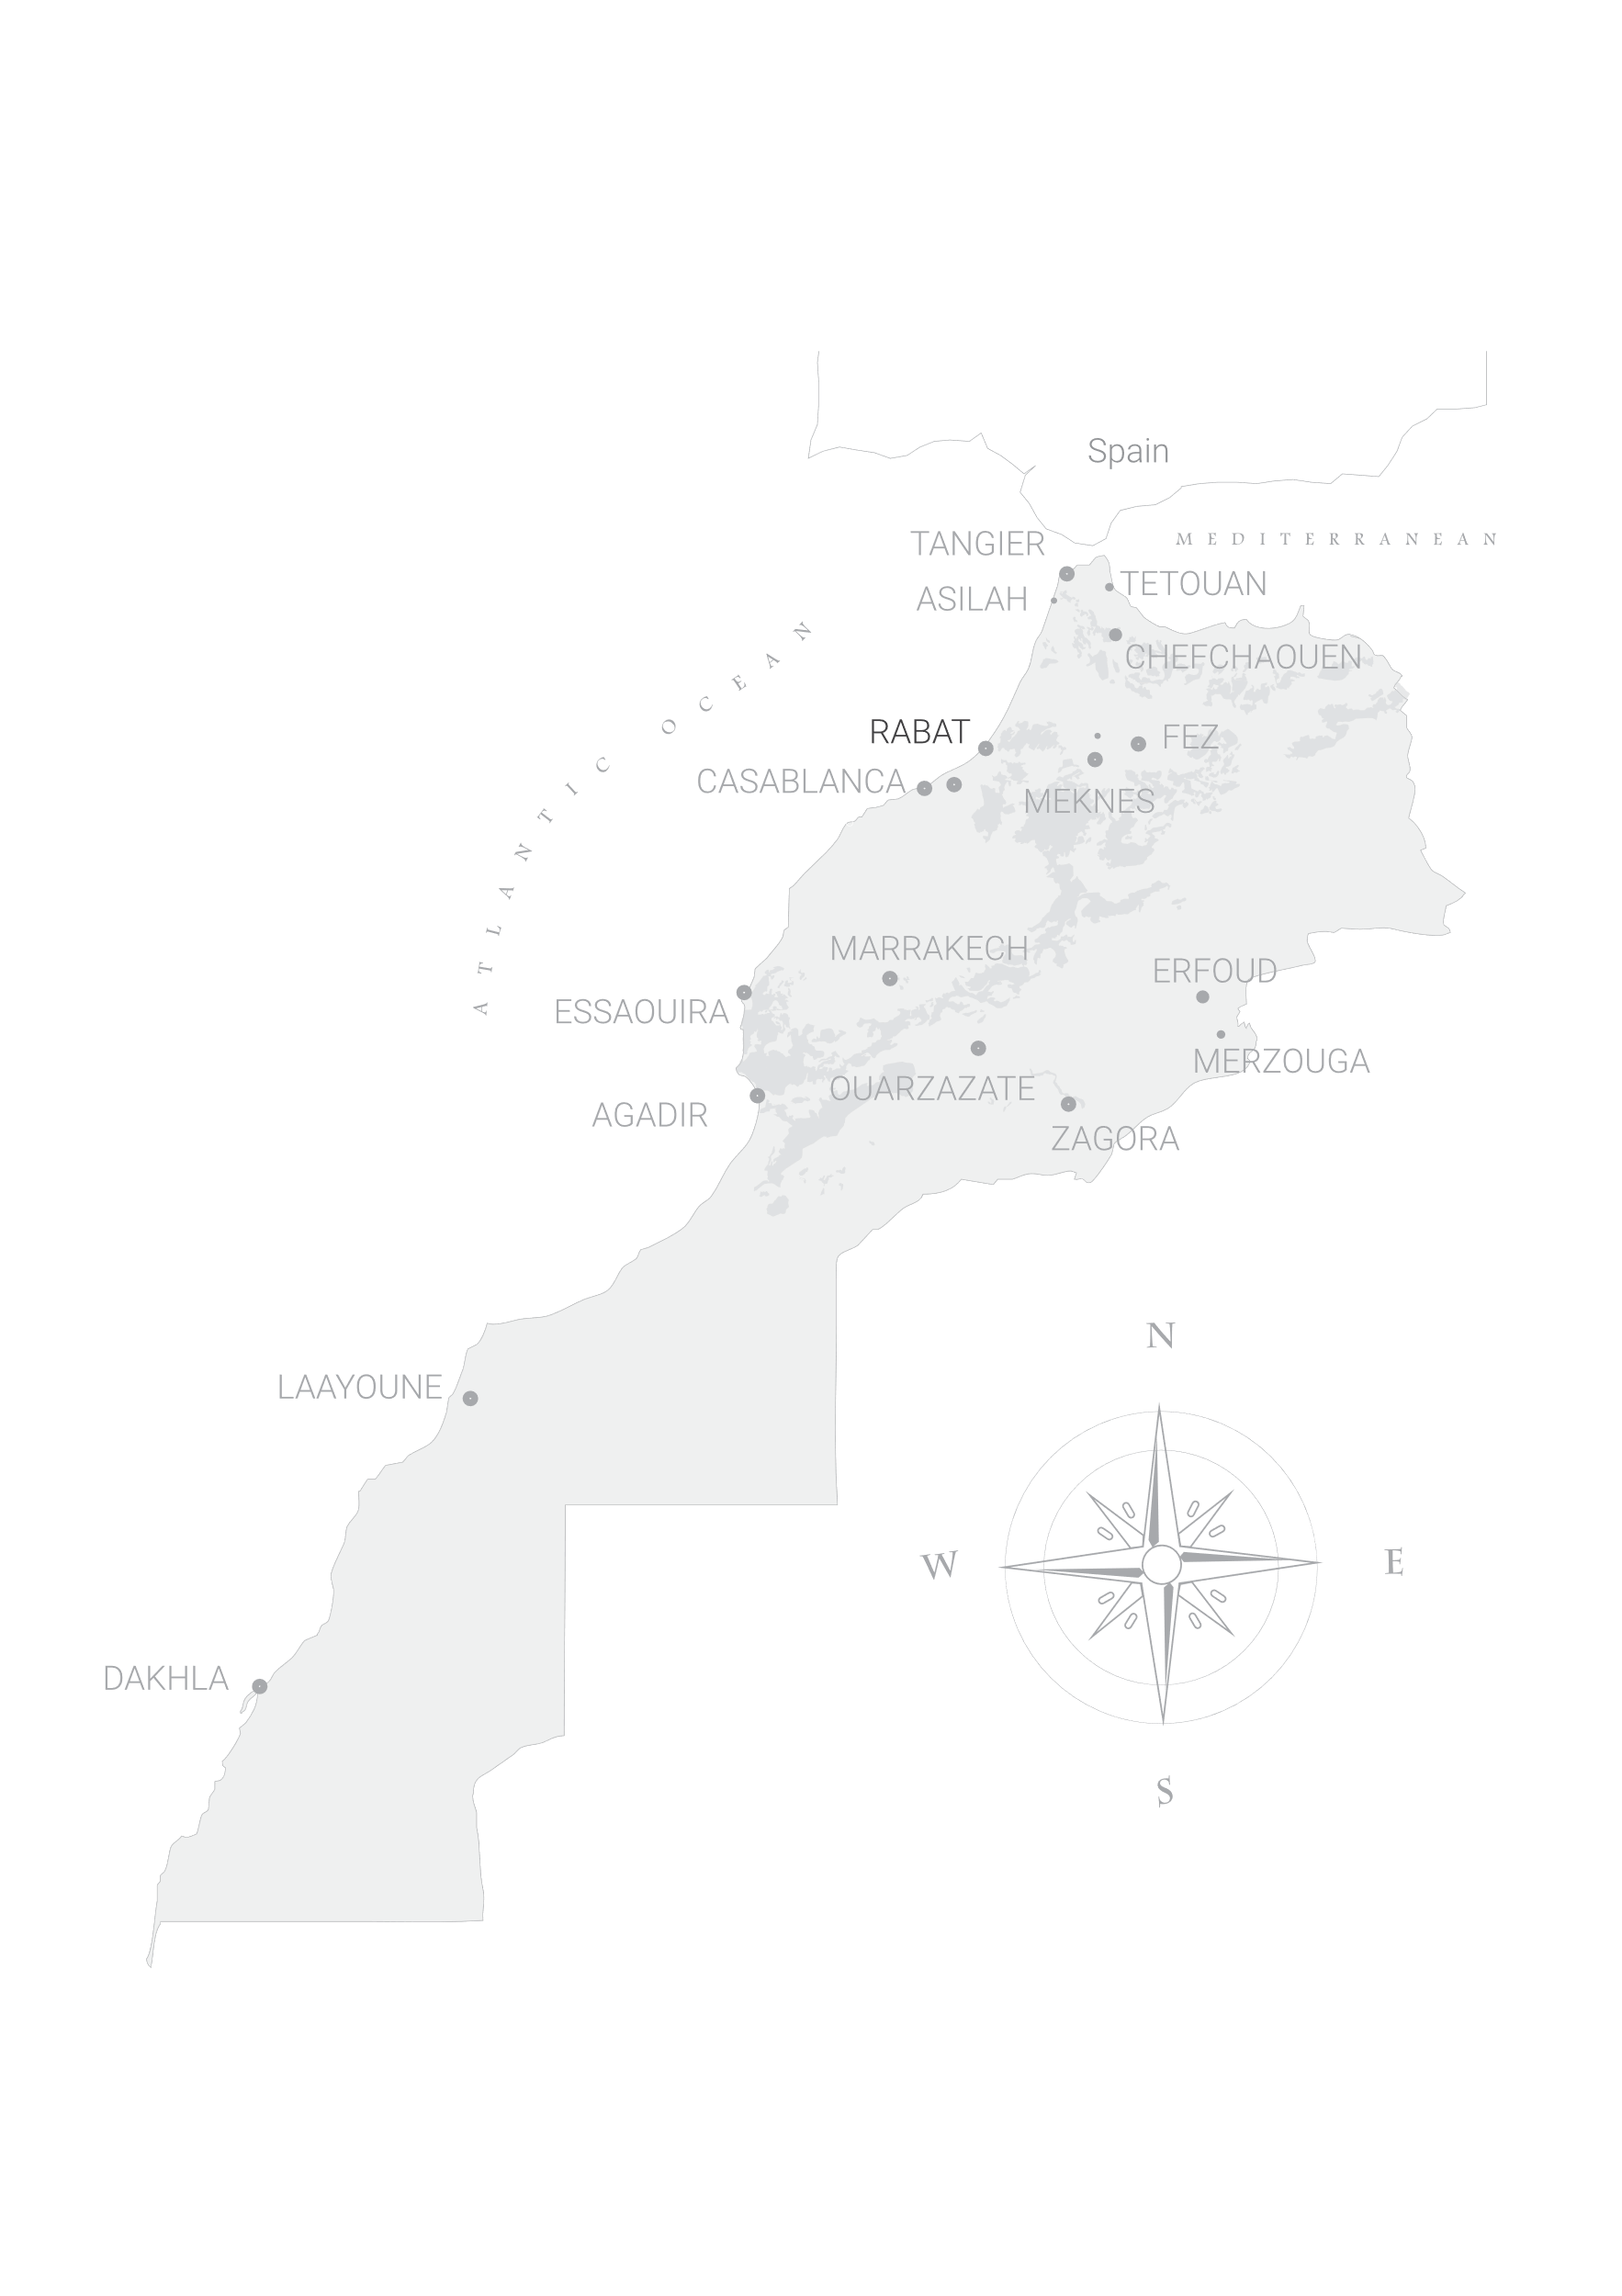 Spain
TANGIER
MEDITERRANEAN
TETOUAN
ASILAH
ATLANTIC OCEAN
CHEFCHAOUEN
RABAT
FEZ
CASABLANCA
MEKNES
MARRAKECH
ERFOUD
ESSAOUIRA
MERZOUGA
OUARZAZATE
AGADIR
ZAGORA
N
LAAYOUNE
W
E
DAKHLA
S